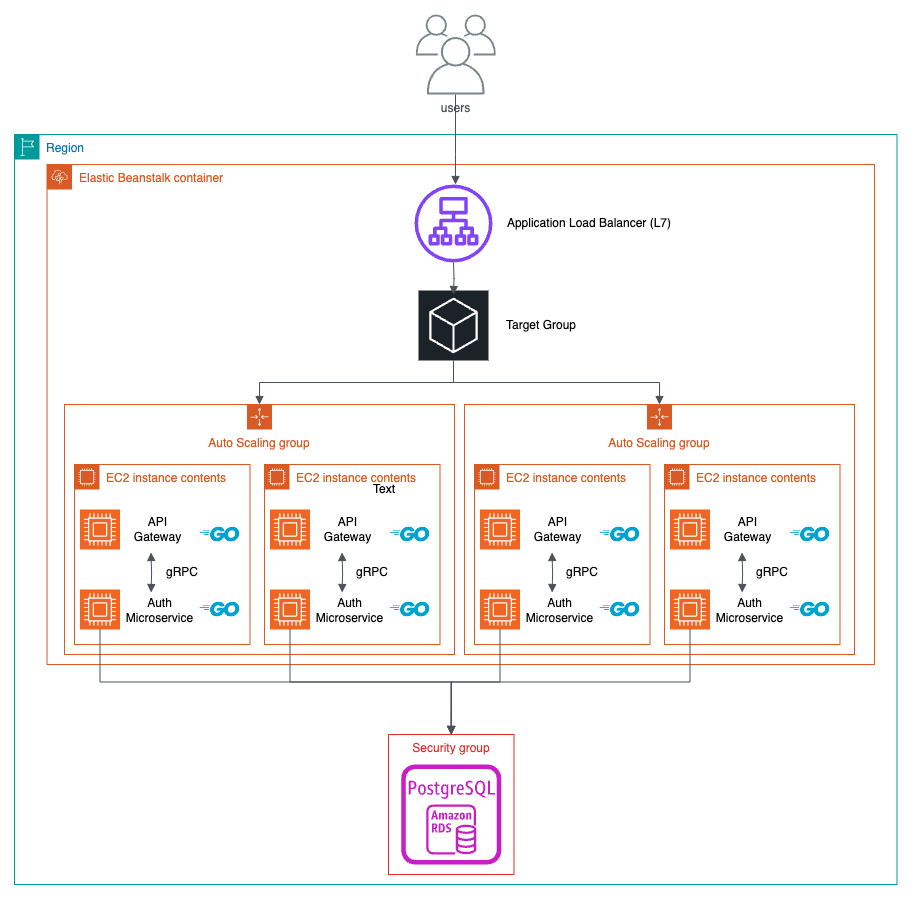 users
Region
Elastic Beanstalk container
Application Load Balancer (L7)
Target Group
Auto Scaling group
Auto Scaling group
EC2 instance contents
API
Gateway
GO
gRPC
Auth
Microservice
GO
EC2 instance contents
Text
API
Gateway
GO
gRPC
Auth
Microservice
GO
EC2 instance contents
API
Gateway
GO
gRPC
Auth
Microservice
GO
EC2 instance contents
API
Gateway
GO
gRPC
Auth
Microservice
GO
Security group
PostgreSQL
Amazon
RDS